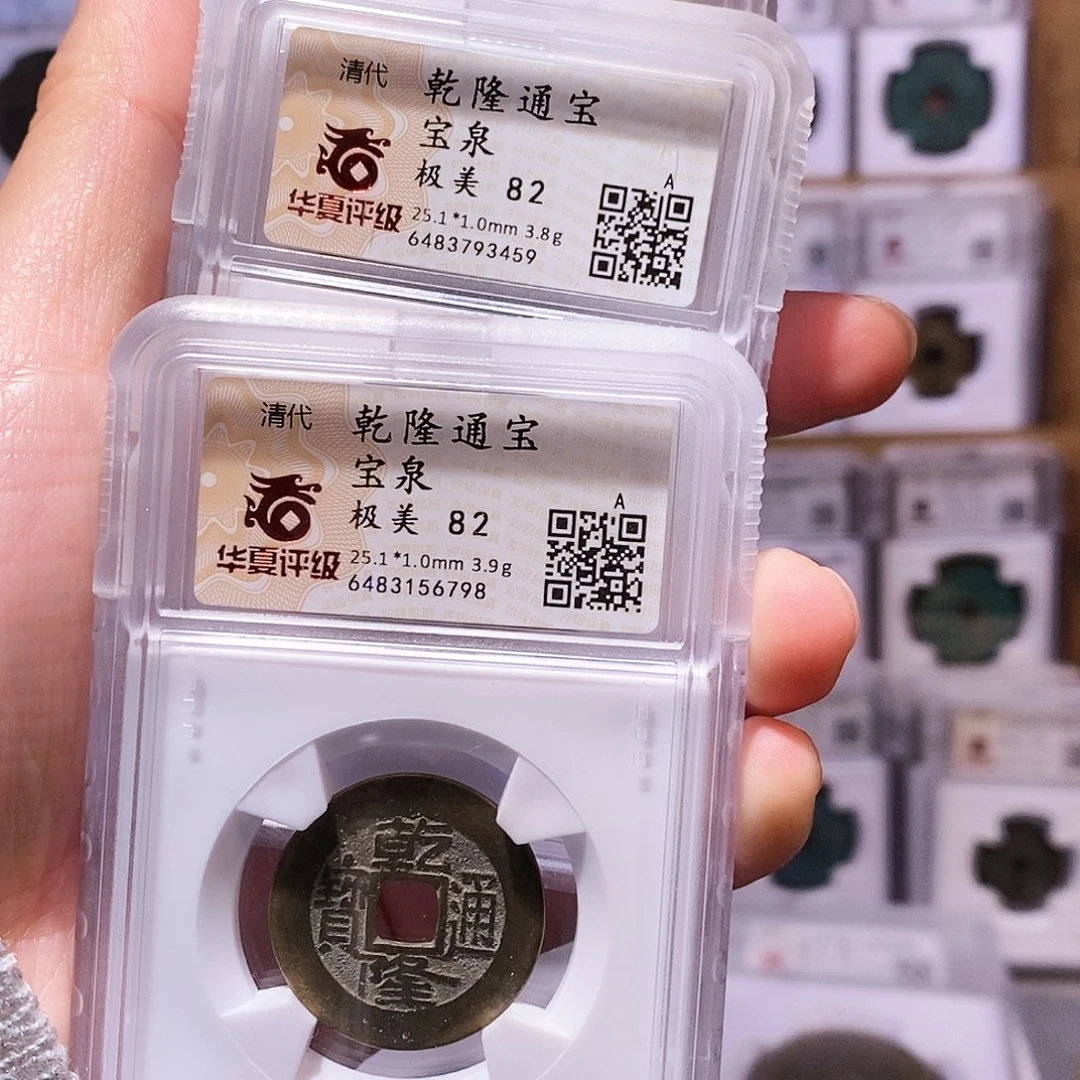 清代
乾隆通宝
宝泉
极美 82
华夏评级
25.1*1.0mm 3.8g
6483793459
A
清代
乾隆通宝
宝泉
极美 82
华夏评级
25.1*1.0mm 3.9g
6483156798
A
乾
隆
通
寶